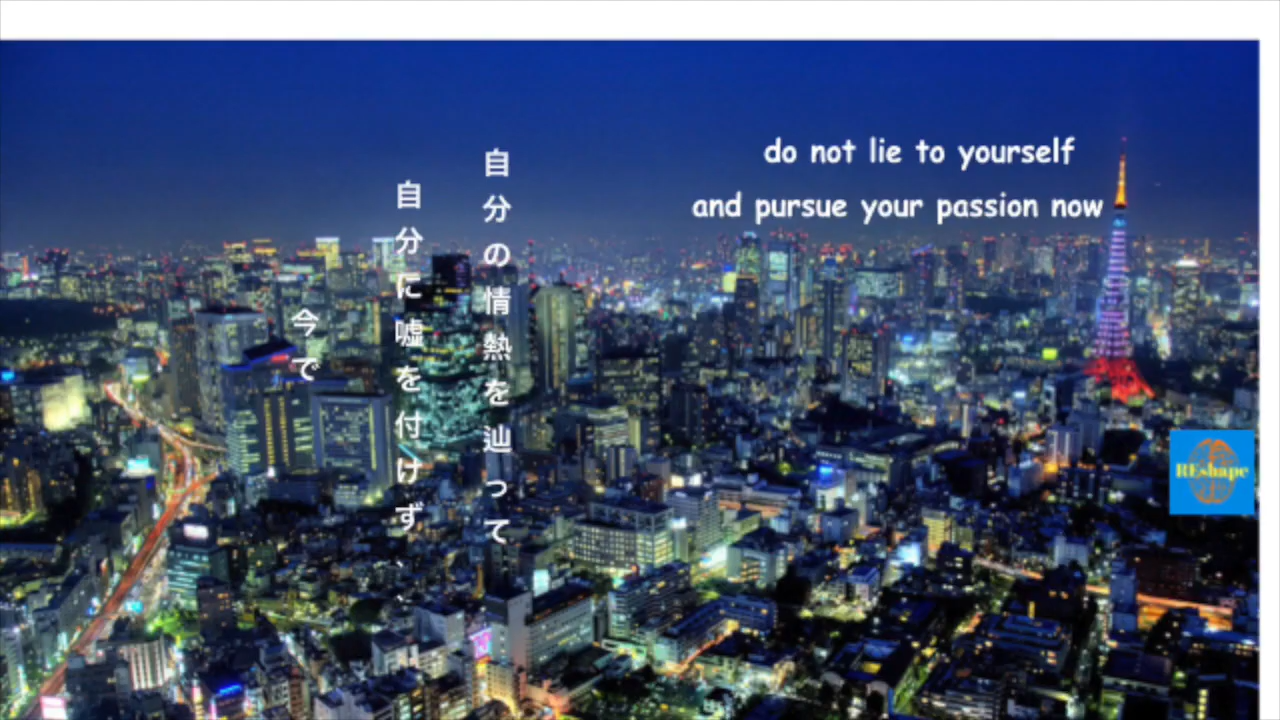 自分の情熱を辿って
自分に嘘を付けず、
今で
do not lie to yourself
and pursue your passion now
REshape